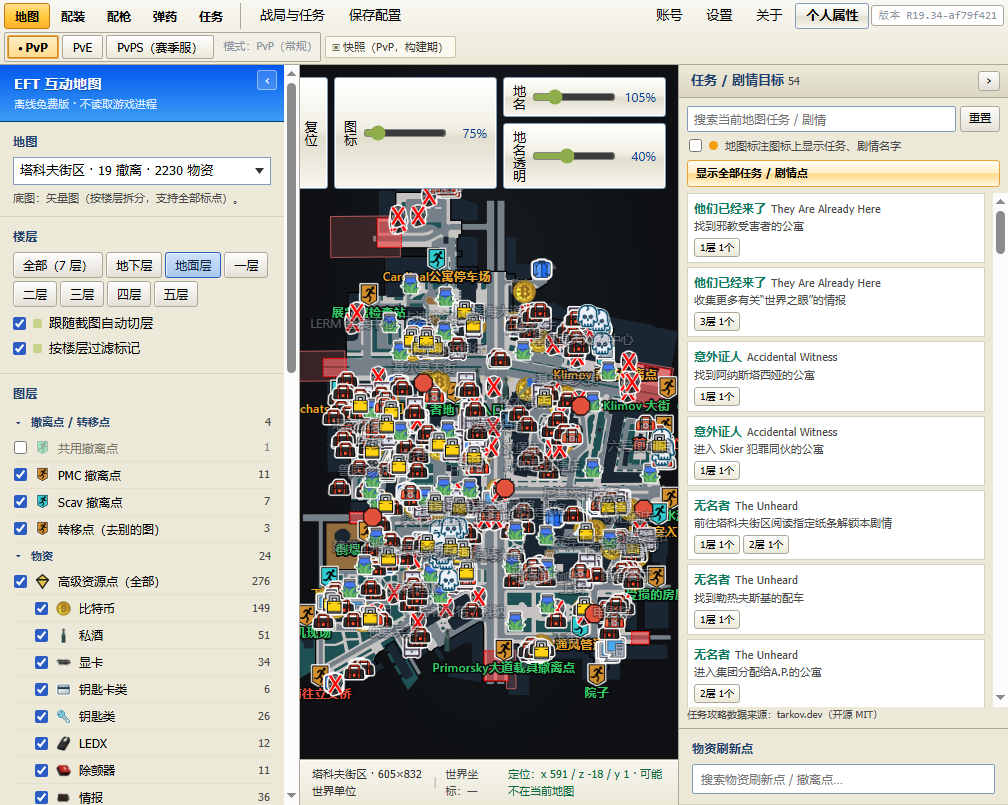 地图
配装
配枪
弹药
任务
战局与任务
保存配置
账号
设置
关于
个人属性
版本 R19.34-af79f421
• PvP
PvE
PvPS（赛季服）
模式：PvP（常规）
快照（PvP，构建期）
EFT 互动地图
离线免费版 · 不读取游戏进程
地图
塔科夫街区 · 19 撤离 · 2230 物资
底图：矢量图（按楼层拆分，支持全部标点）。
楼层
全部（7 层）
地下层
地面层
一层
二层
三层
四层
五层
跟随截图自动切层
按楼层过滤标记
图层
撤离点 / 转移点 4
共用撤离点 1
PMC 撤离点 11
Scav 撤离点 7
转移点（去别的图） 3
物资 24
高级资源点（全部） 276
比特币 149
私酒 51
显卡 34
钥匙卡类 6
钥匙类 26
LEDX 12
除颤器 11
情报 36
复位
图标
75%
地名
105%
地名透明
40%
Klimov 大街
Primorsky大道载具撤离点
院子
塔科夫街区 · 605×832 世界单位
世界坐标：—
定位：x 591 / z -18 / y 1 · 可能不在当前地图
任务 / 剧情目标 54
搜索当前地图任务 / 剧情
重置
地图标注图标上显示任务、剧情名字
显示全部任务 / 剧情点
他们已经来了 They Are Already Here
找到邪教受害者的公寓
1层 1个
他们已经来了 They Are Already Here
收集更多有关“世界之眼”的情报
3层 1个
意外证人 Accidental Witness
找到阿纳斯塔西娅的公寓
1层 1个
意外证人 Accidental Witness
进入 Skier 犯罪同伙的公寓
1层 1个
无名者 The Unheard
前往塔科夫街区阅读指定纸条解锁本剧情
1层 1个
2层 1个
无名者 The Unheard
找到勒热夫斯基的配车
1层 1个
无名者 The Unheard
进入集团分配给A.P.的公寓
2层 1个
任务攻略数据来源：tarkov.dev（开源 MIT）
物资刷新点
搜索物资刷新点 / 撤离点...